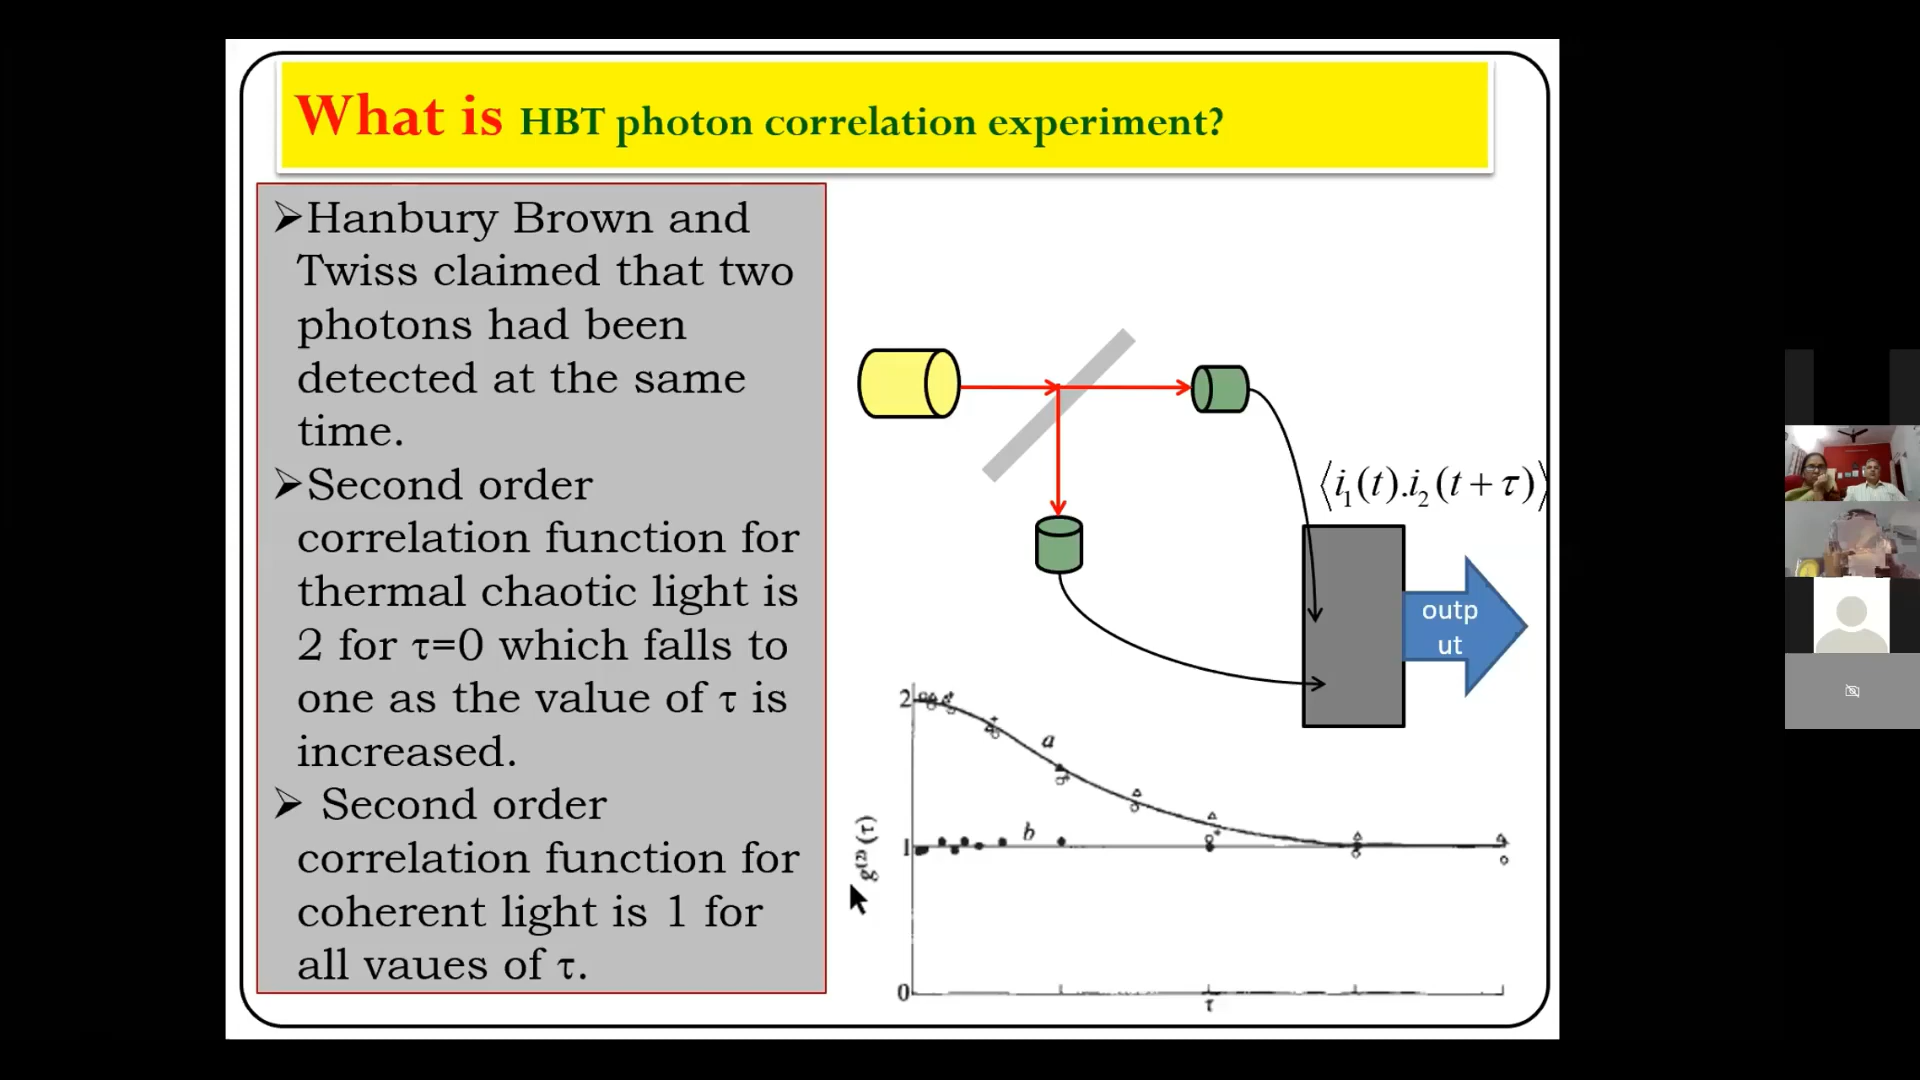 What is HBT photon correlation experiment?
➢Hanbury Brown and
Twiss claimed that two
photons had been
detected at the same
time.
➢Second order
correlation function for
thermal chaotic light is
2 for τ=0 which falls to
one as the value of τ is
increased.
➢ Second order
correlation function for
coherent light is 1 for
all vaues of τ.
⟨i₁(t).i₂(t+τ)⟩
outp
ut
2
a
b
1
g⁽²⁾(τ)
0
τ